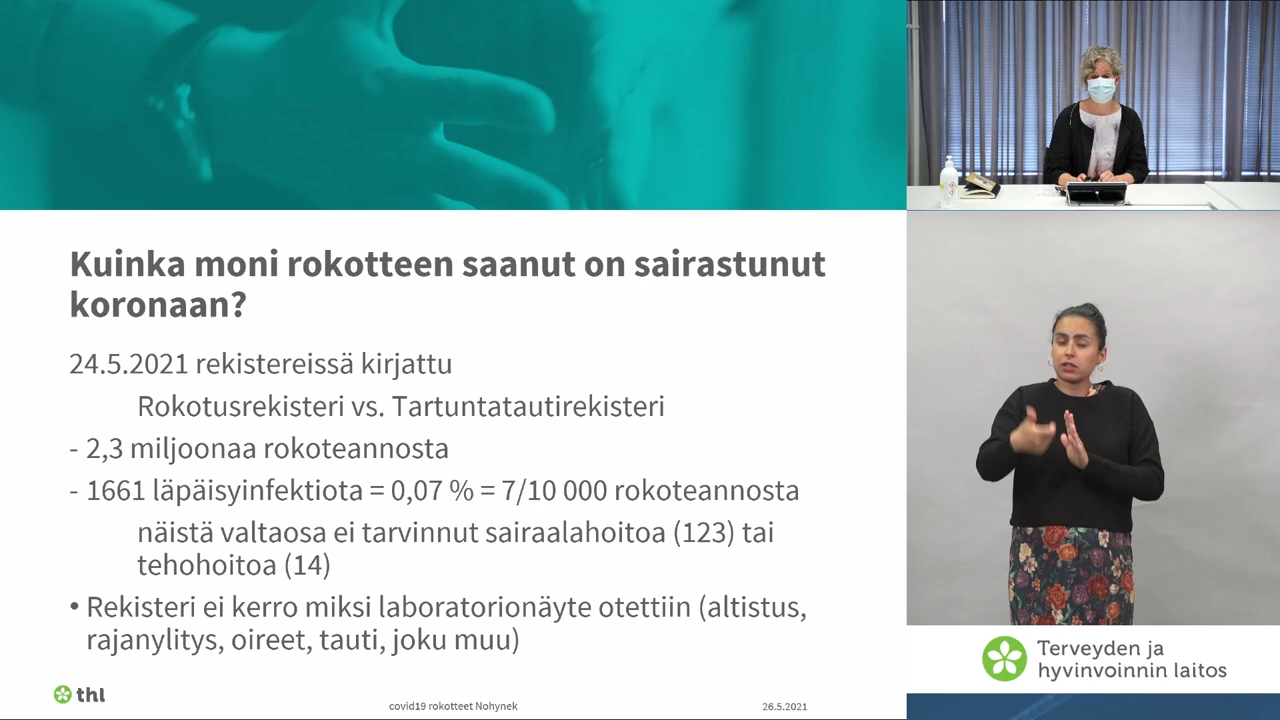 Kuinka moni rokotteen saanut on sairastunut
koronaan?
24.5.2021 rekistereissä kirjattu
Rokotusrekisteri vs. Tartuntatautirekisteri
- 2,3 miljoonaa rokoteannosta
- 1661 läpäisyinfektiota = 0,07 % = 7/10 000 rokoteannosta
näistä valtaosa ei tarvinnut sairaalahoitoa (123) tai
tehohoitoa (14)
• Rekisteri ei kerro miksi laboratorionäyte otettiin (altistus,
rajanylitys, oireet, tauti, joku muu)
thl
covid19 rokotteet Nohynek
26.5.2021
Terveyden ja
hyvinvoinnin laitos